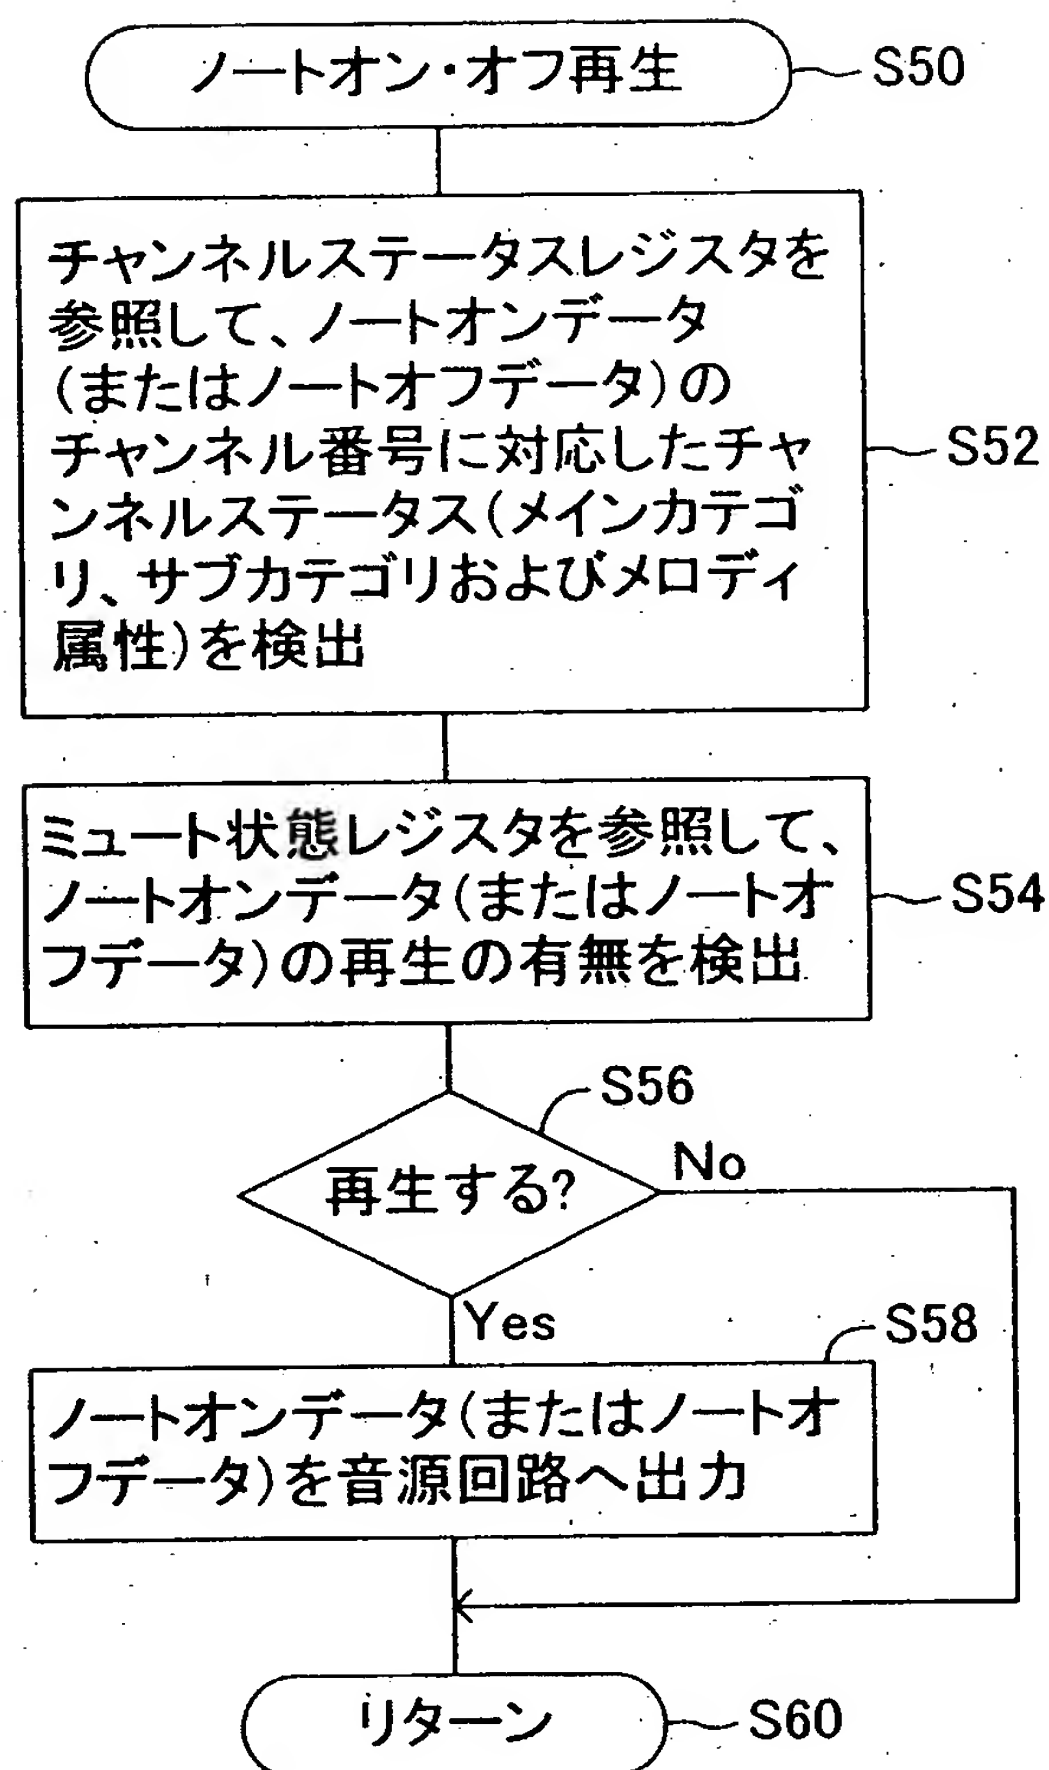 ノートオン・オフ再生
S50
チャンネルステータスレジスタを
参照して、ノートオンデータ
(またはノートオフデータ)の
チャンネル番号に対応したチャ
ンネルステータス(メインカテゴ
リ、サブカテゴリおよびメロディ
属性)を検出
S52
ミュート状態レジスタを参照して、
ノートオンデータ(またはノートオ
フデータ)の再生の有無を検出
S54
S56
再生する?
No
Yes
S58
ノートオンデータ(またはノートオ
フデータ)を音源回路へ出力
リターン
S60